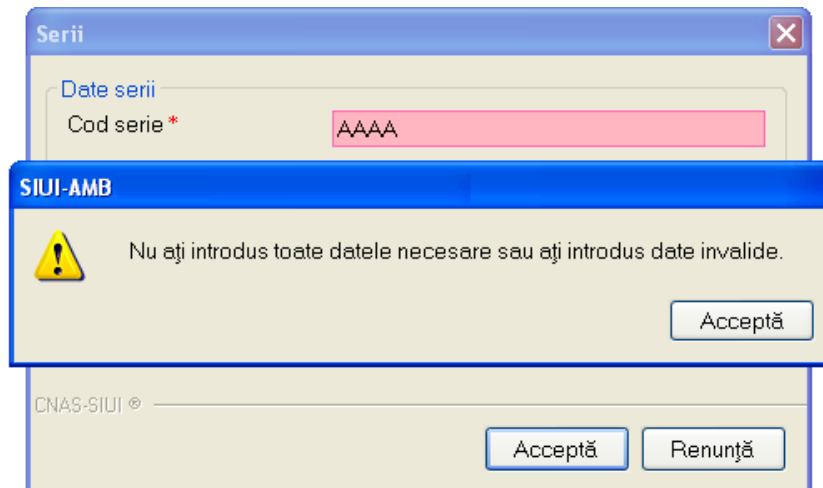 Serii
Date serii
Cod serie *
AAAA
SIUI-AMB
Nu aţi introdus toate datele necesare sau aţi introdus date invalide.
Acceptă
CNAS-SIUI ®
Acceptă Renunţă